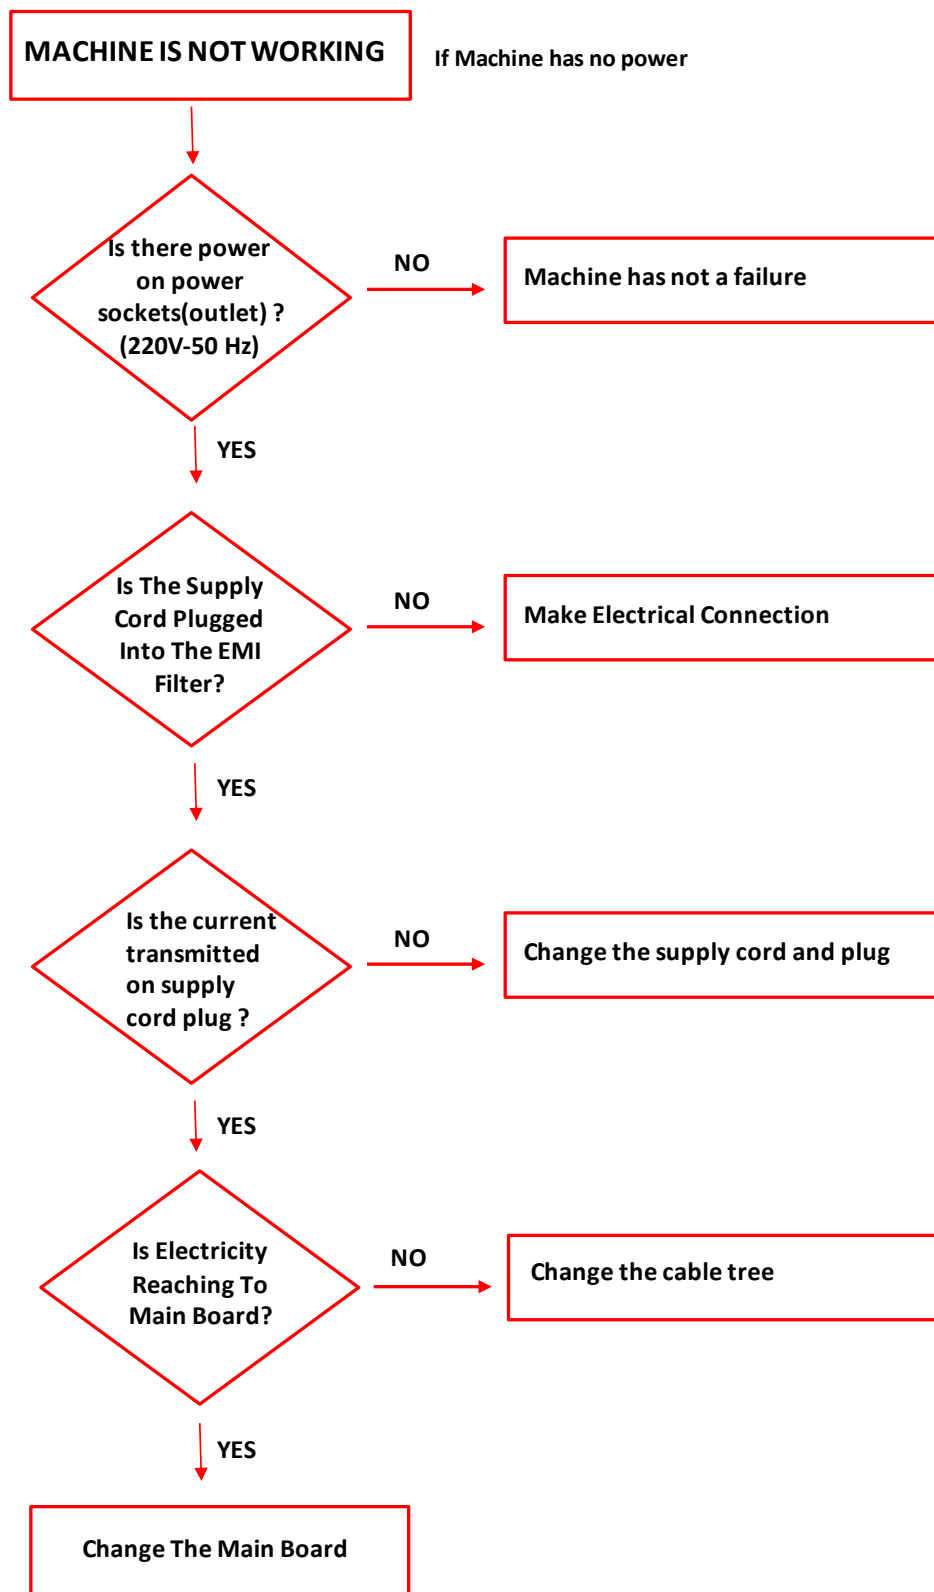 MACHINE IS NOT WORKING
If Machine has no power
Is there power
on power
sockets(outlet) ?
(220V-50 Hz)
NO
Machine has not a failure
YES
Is The Supply
Cord Plugged
Into The EMI
Filter?
NO
Make Electrical Connection
YES
Is the current
transmitted
on supply
cord plug ?
NO
Change the supply cord and plug
YES
Is Electricity
Reaching To
Main Board?
NO
Change the cable tree
YES
Change The Main Board